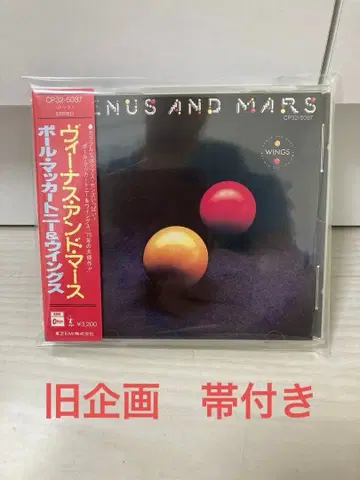 CP32-5087
STEREO
ヴィーナス・アンド・マース
ポール・マッカートニー&ウイングス
¥3,200
東芝EMI株式会社
ENUS AND MARS
CP32-5087
WINGS
旧企画 帯付き